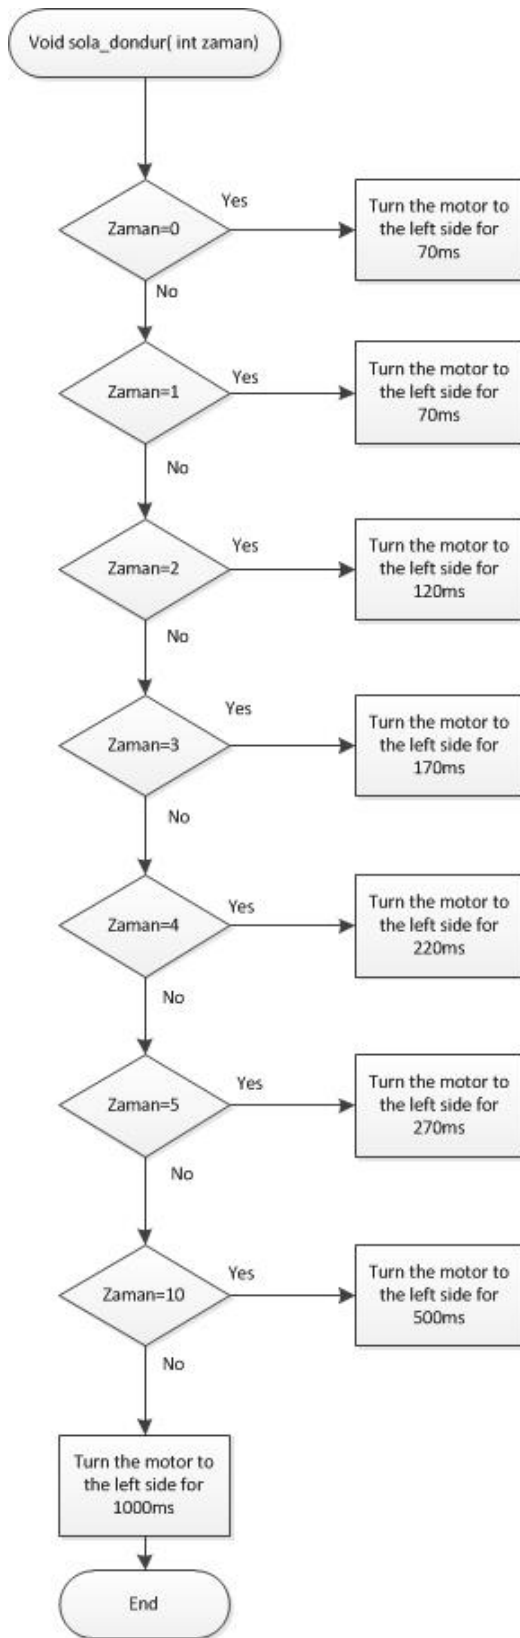 Void sola_dondur( int zaman)
Zaman=0
Yes
Turn the motor to
the left side for
70ms
No
Zaman=1
Yes
Turn the motor to
the left side for
70ms
No
Zaman=2
Yes
Turn the motor to
the left side for
120ms
No
Zaman=3
Yes
Turn the motor to
the left side for
170ms
No
Zaman=4
Yes
Turn the motor to
the left side for
220ms
No
Zaman=5
Yes
Turn the motor to
the left side for
270ms
No
Zaman=10
Yes
Turn the motor to
the left side for
500ms
No
Turn the motor to
the left side for
1000ms
End